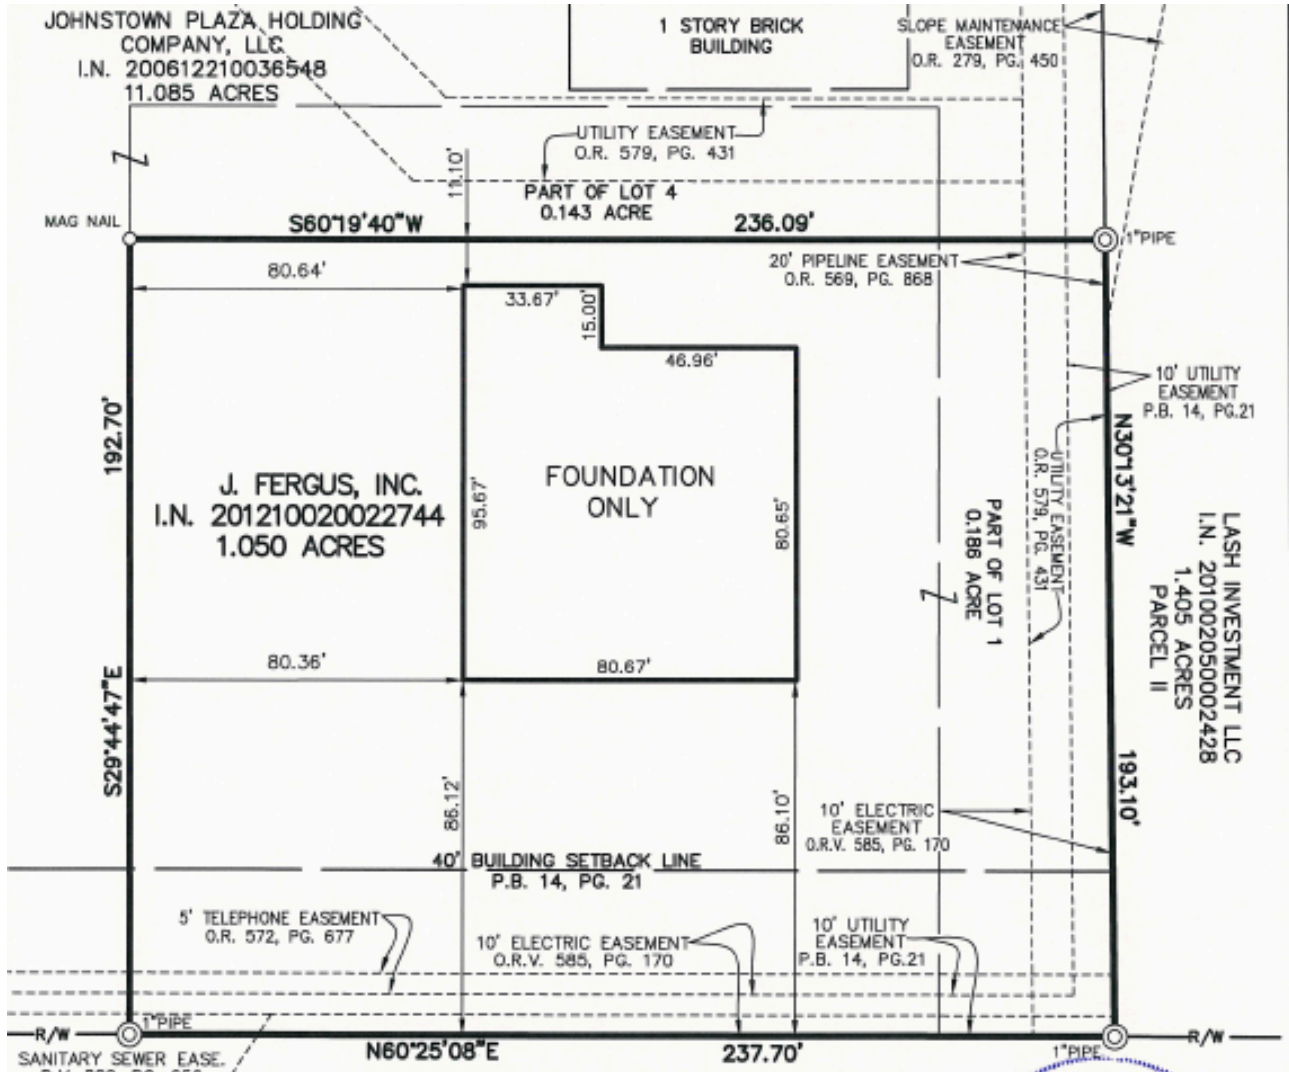 JOHNSTOWN PLAZA HOLDING
COMPANY, LLC
I.N. 200612210036548
11.085 ACRES
1 STORY BRICK
BUILDING
SLOPE MAINTENANCE
EASEMENT
O.R. 279, PG. 450
UTILITY EASEMENT
O.R. 579, PG. 431
11.10'
PART OF LOT 4
0.143 ACRE
MAG NAIL
S60°19'40"W
236.09'
1"PIPE
80.64'
20' PIPELINE EASEMENT
O.R. 569, PG. 868
33.67'
15.00'
46.96'
10' UTILITY
EASEMENT
P.B. 14, PG.21
192.70'
N30°13'21"W
UTILITY EASEMENT
O.R. 579, PG. 431
J. FERGUS, INC.
I.N. 201210020022744
1.050 ACRES
95.67'
FOUNDATION
ONLY
80.65'
PART OF LOT 1
0.186 ACRE
LASH INVESTMENT LLC
I.N. 201002050002428
1.405 ACRES
PARCEL II
S29°44'47"E
80.36'
80.67'
193.10'
86.12'
86.10'
10' ELECTRIC
EASEMENT
O.R.V. 585, PG. 170
40' BUILDING SETBACK LINE
P.B. 14, PG. 21
5' TELEPHONE EASEMENT
O.R. 572, PG. 677
10' ELECTRIC EASEMENT
O.R.V. 585, PG. 170
10' UTILITY
EASEMENT
P.B. 14, PG.21
R/W
1"PIPE
SANITARY SEWER EASE.
N60°25'08"E
237.70'
1"PIPE
R/W